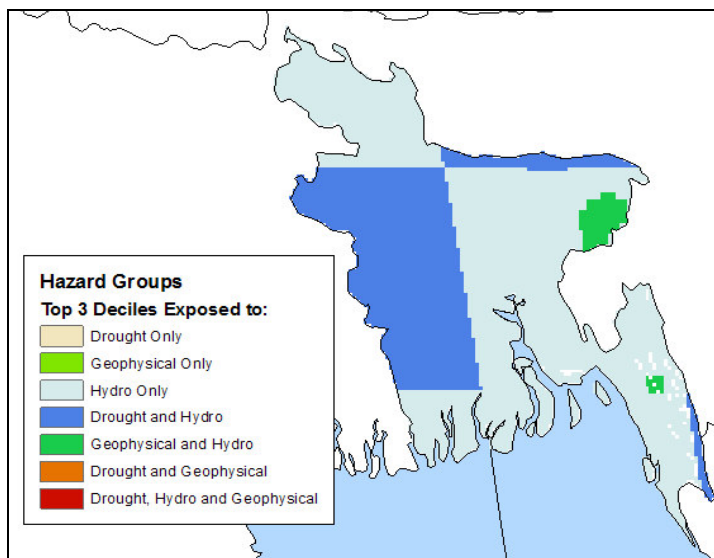 Hazard Groups
Top 3 Deciles Exposed to:
Drought Only
Geophysical Only
Hydro Only
Drought and Hydro
Geophysical and Hydro
Drought and Geophysical
Drought, Hydro and Geophysical